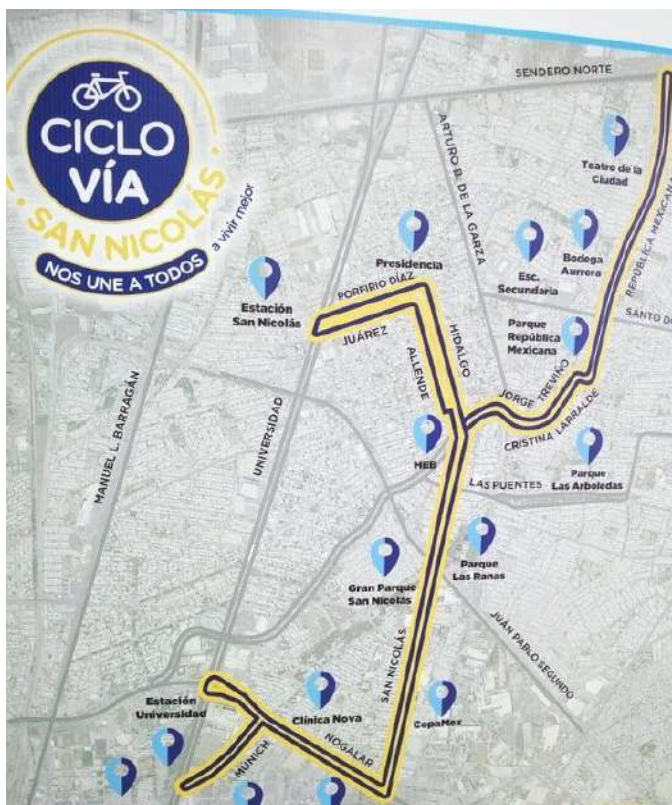 CICLO
VÍA
· SAN NICOLÁS ·
NOS UNE A TODOS
a vivir mejor
SENDERO NORTE
ARTURO B. DE LA GARZA
Teatro de la
Ciudad
REPÚBLICA MEXICANA
Presidencia
Esc.
Secundaria
Bodega
Aurrera
Estación
San Nicolás
PORFIRIO DÍAZ
JUÁREZ
HIDALGO
ALLENDE
Parque
República
Mexicana
JORGE TREVIÑO
CRISTINA LARRALDE
MANUEL L. BARRAGÁN
UNIVERSIDAD
HEB
LAS PUENTES
Parque
Las Arboledas
Parque
Las Ranas
Gran Parque
San Nicolás
SAN NICOLÁS
JUAN PABLO SEGUNDO
Estación
Universidad
Clínica Nova
CopaMex
MUNICH
NOGALAR